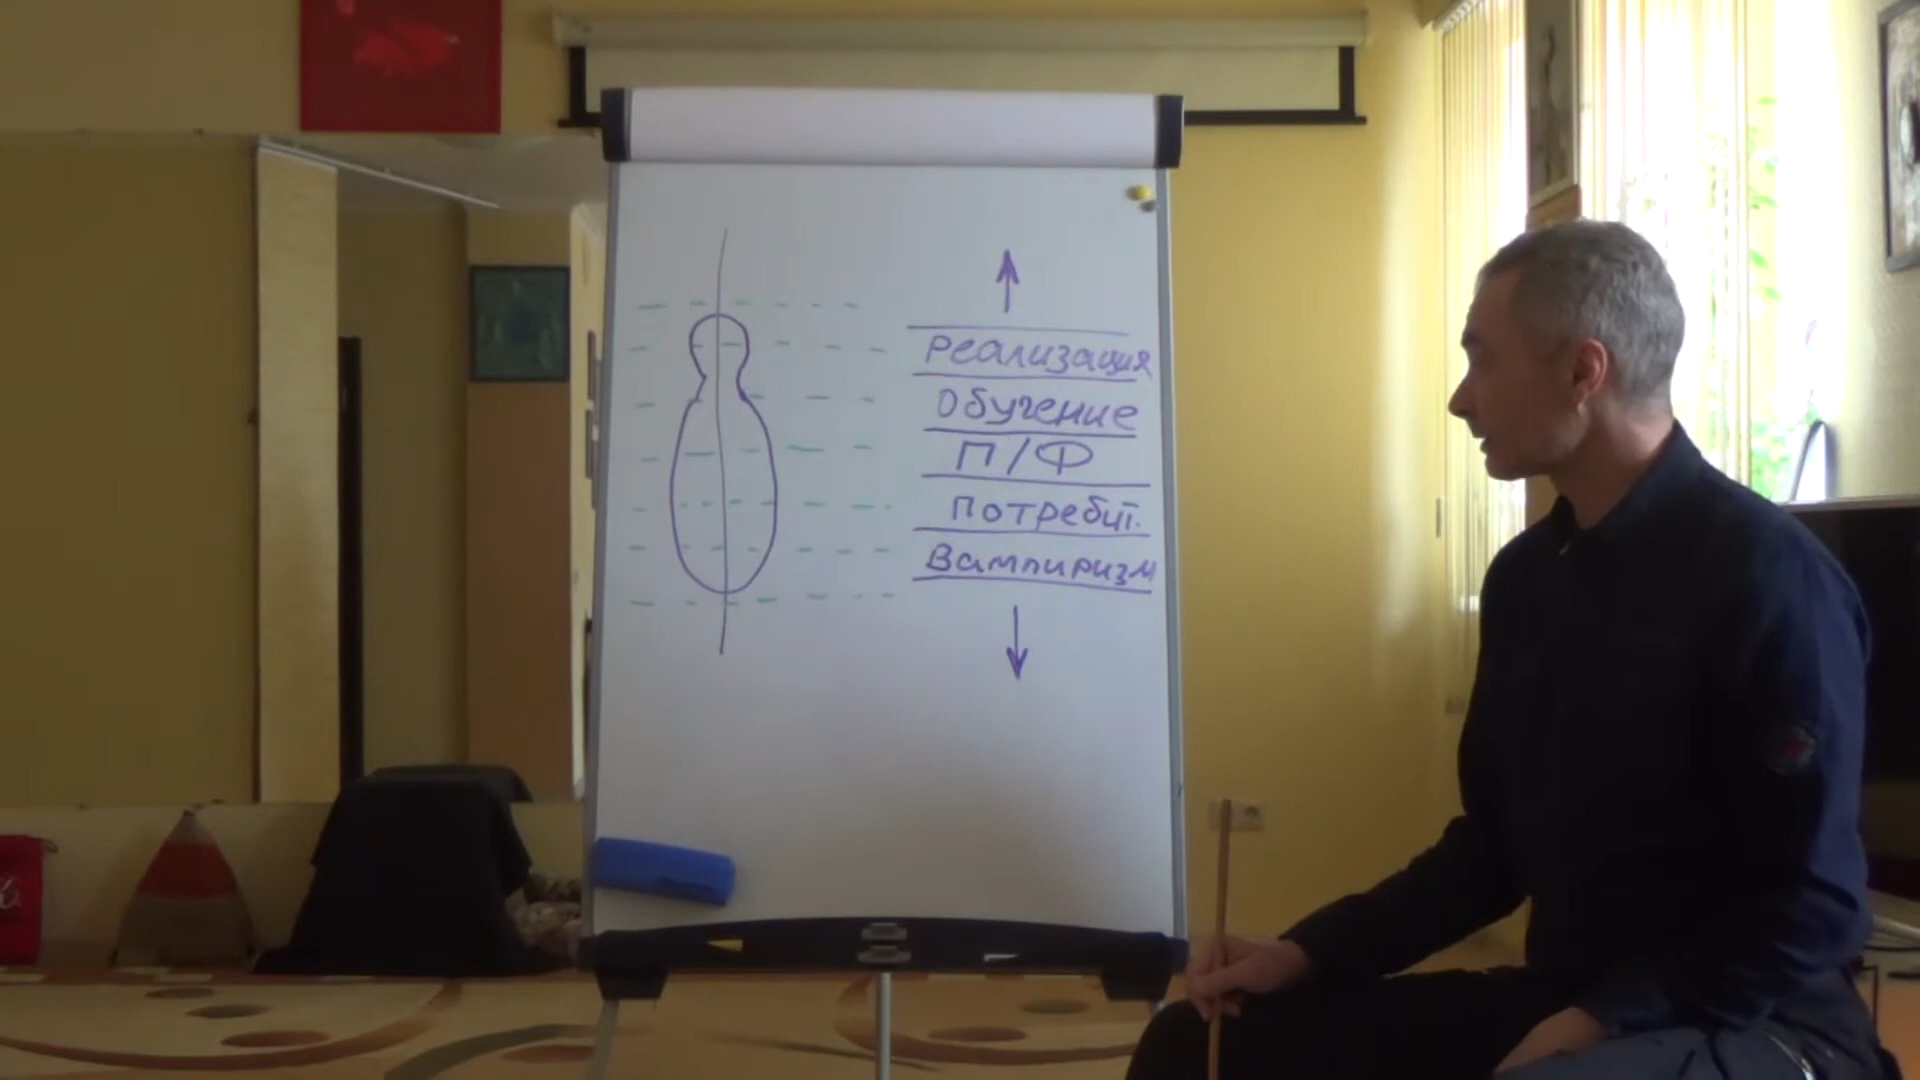 Реализация
Обучение
П/Ф
Потребит.
Вампиризм